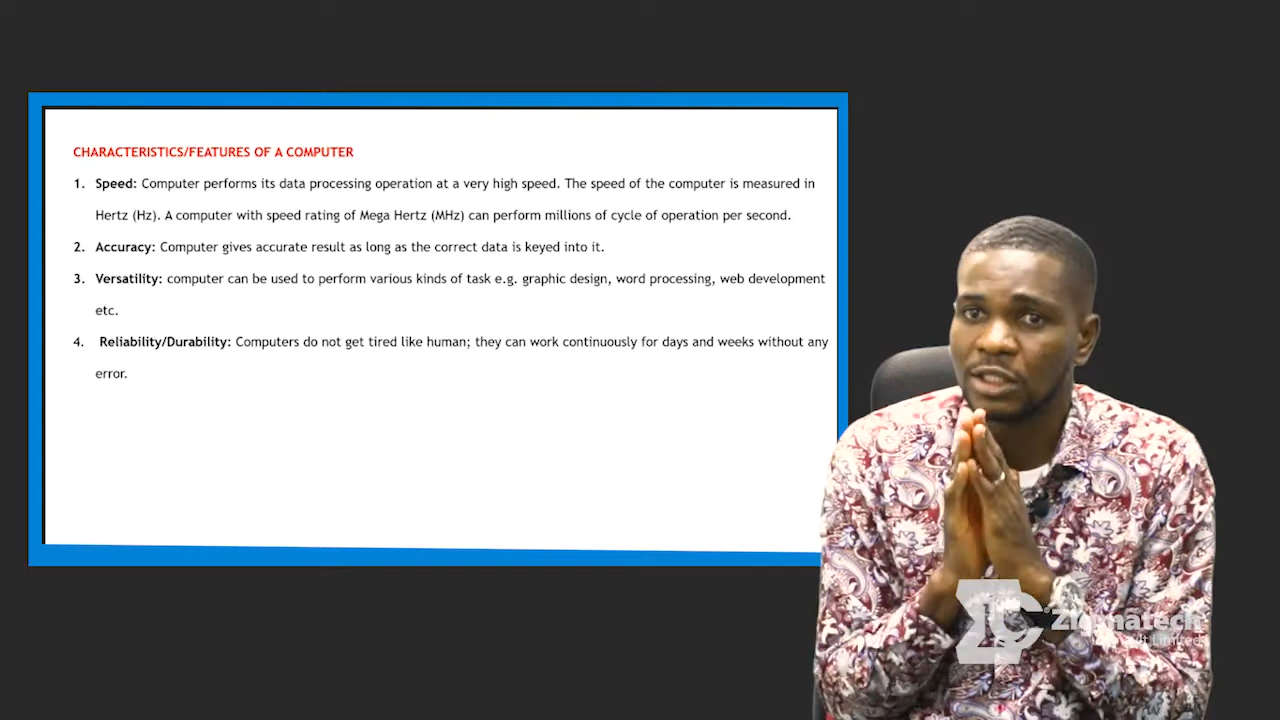 CHARACTERISTICS/FEATURES OF A COMPUTER
1. Speed: Computer performs its data processing operation at a very high speed. The speed of the computer is measured in
Hertz (Hz). A computer with speed rating of Mega Hertz (MHz) can perform millions of cycle of operation per second.
2. Accuracy: Computer gives accurate result as long as the correct data is keyed into it.
3. Versatility: computer can be used to perform various kinds of task e.g. graphic design, word processing, web development
etc.
4. Reliability/Durability: Computers do not get tired like human; they can work continuously for days and weeks without any
error.
Limited